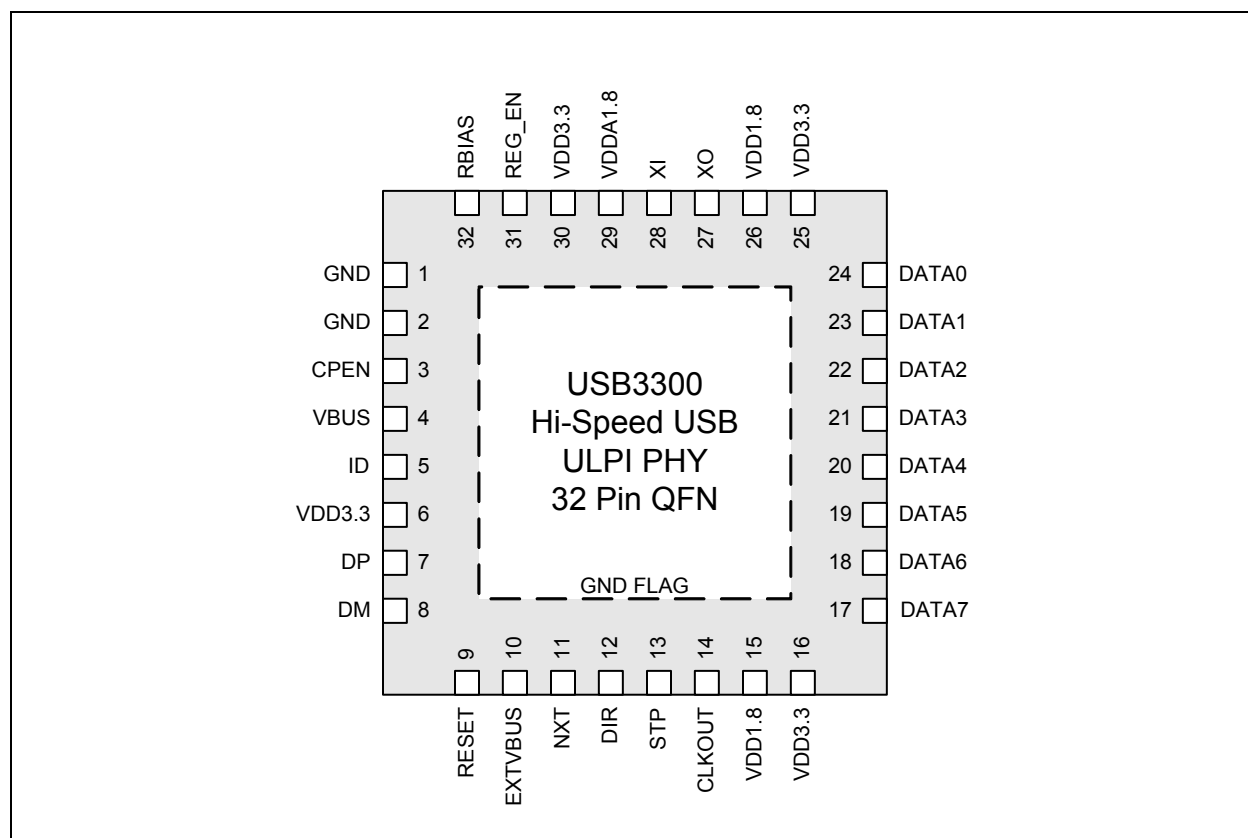 RBIAS
REG_EN
VDD3.3
VDDA1.8
XI
XO
VDD1.8
VDD3.3
32
31
30
29
28
27
26
25
GND 1
GND 2
CPEN 3
VBUS 4
ID 5
VDD3.3 6
DP 7
DM 8
USB3300
Hi-Speed USB
ULPI PHY
32 Pin QFN
GND FLAG
24 DATA0
23 DATA1
22 DATA2
21 DATA3
20 DATA4
19 DATA5
18 DATA6
17 DATA7
9
10
11
12
13
14
15
16
RESET
EXTVBUS
NXT
DIR
STP
CLKOUT
VDD1.8
VDD3.3